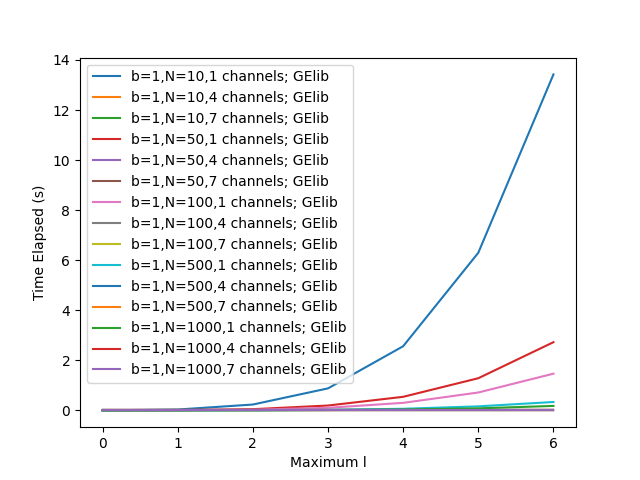 14
12
10
8
6
4
2
0
Time Elapsed (s)
b=1,N=10,1 channels; GElib
b=1,N=10,4 channels; GElib
b=1,N=10,7 channels; GElib
b=1,N=50,1 channels; GElib
b=1,N=50,4 channels; GElib
b=1,N=50,7 channels; GElib
b=1,N=100,1 channels; GElib
b=1,N=100,4 channels; GElib
b=1,N=100,7 channels; GElib
b=1,N=500,1 channels; GElib
b=1,N=500,4 channels; GElib
b=1,N=500,7 channels; GElib
b=1,N=1000,1 channels; GElib
b=1,N=1000,4 channels; GElib
b=1,N=1000,7 channels; GElib
0 1 2 3 4 5 6
Maximum l